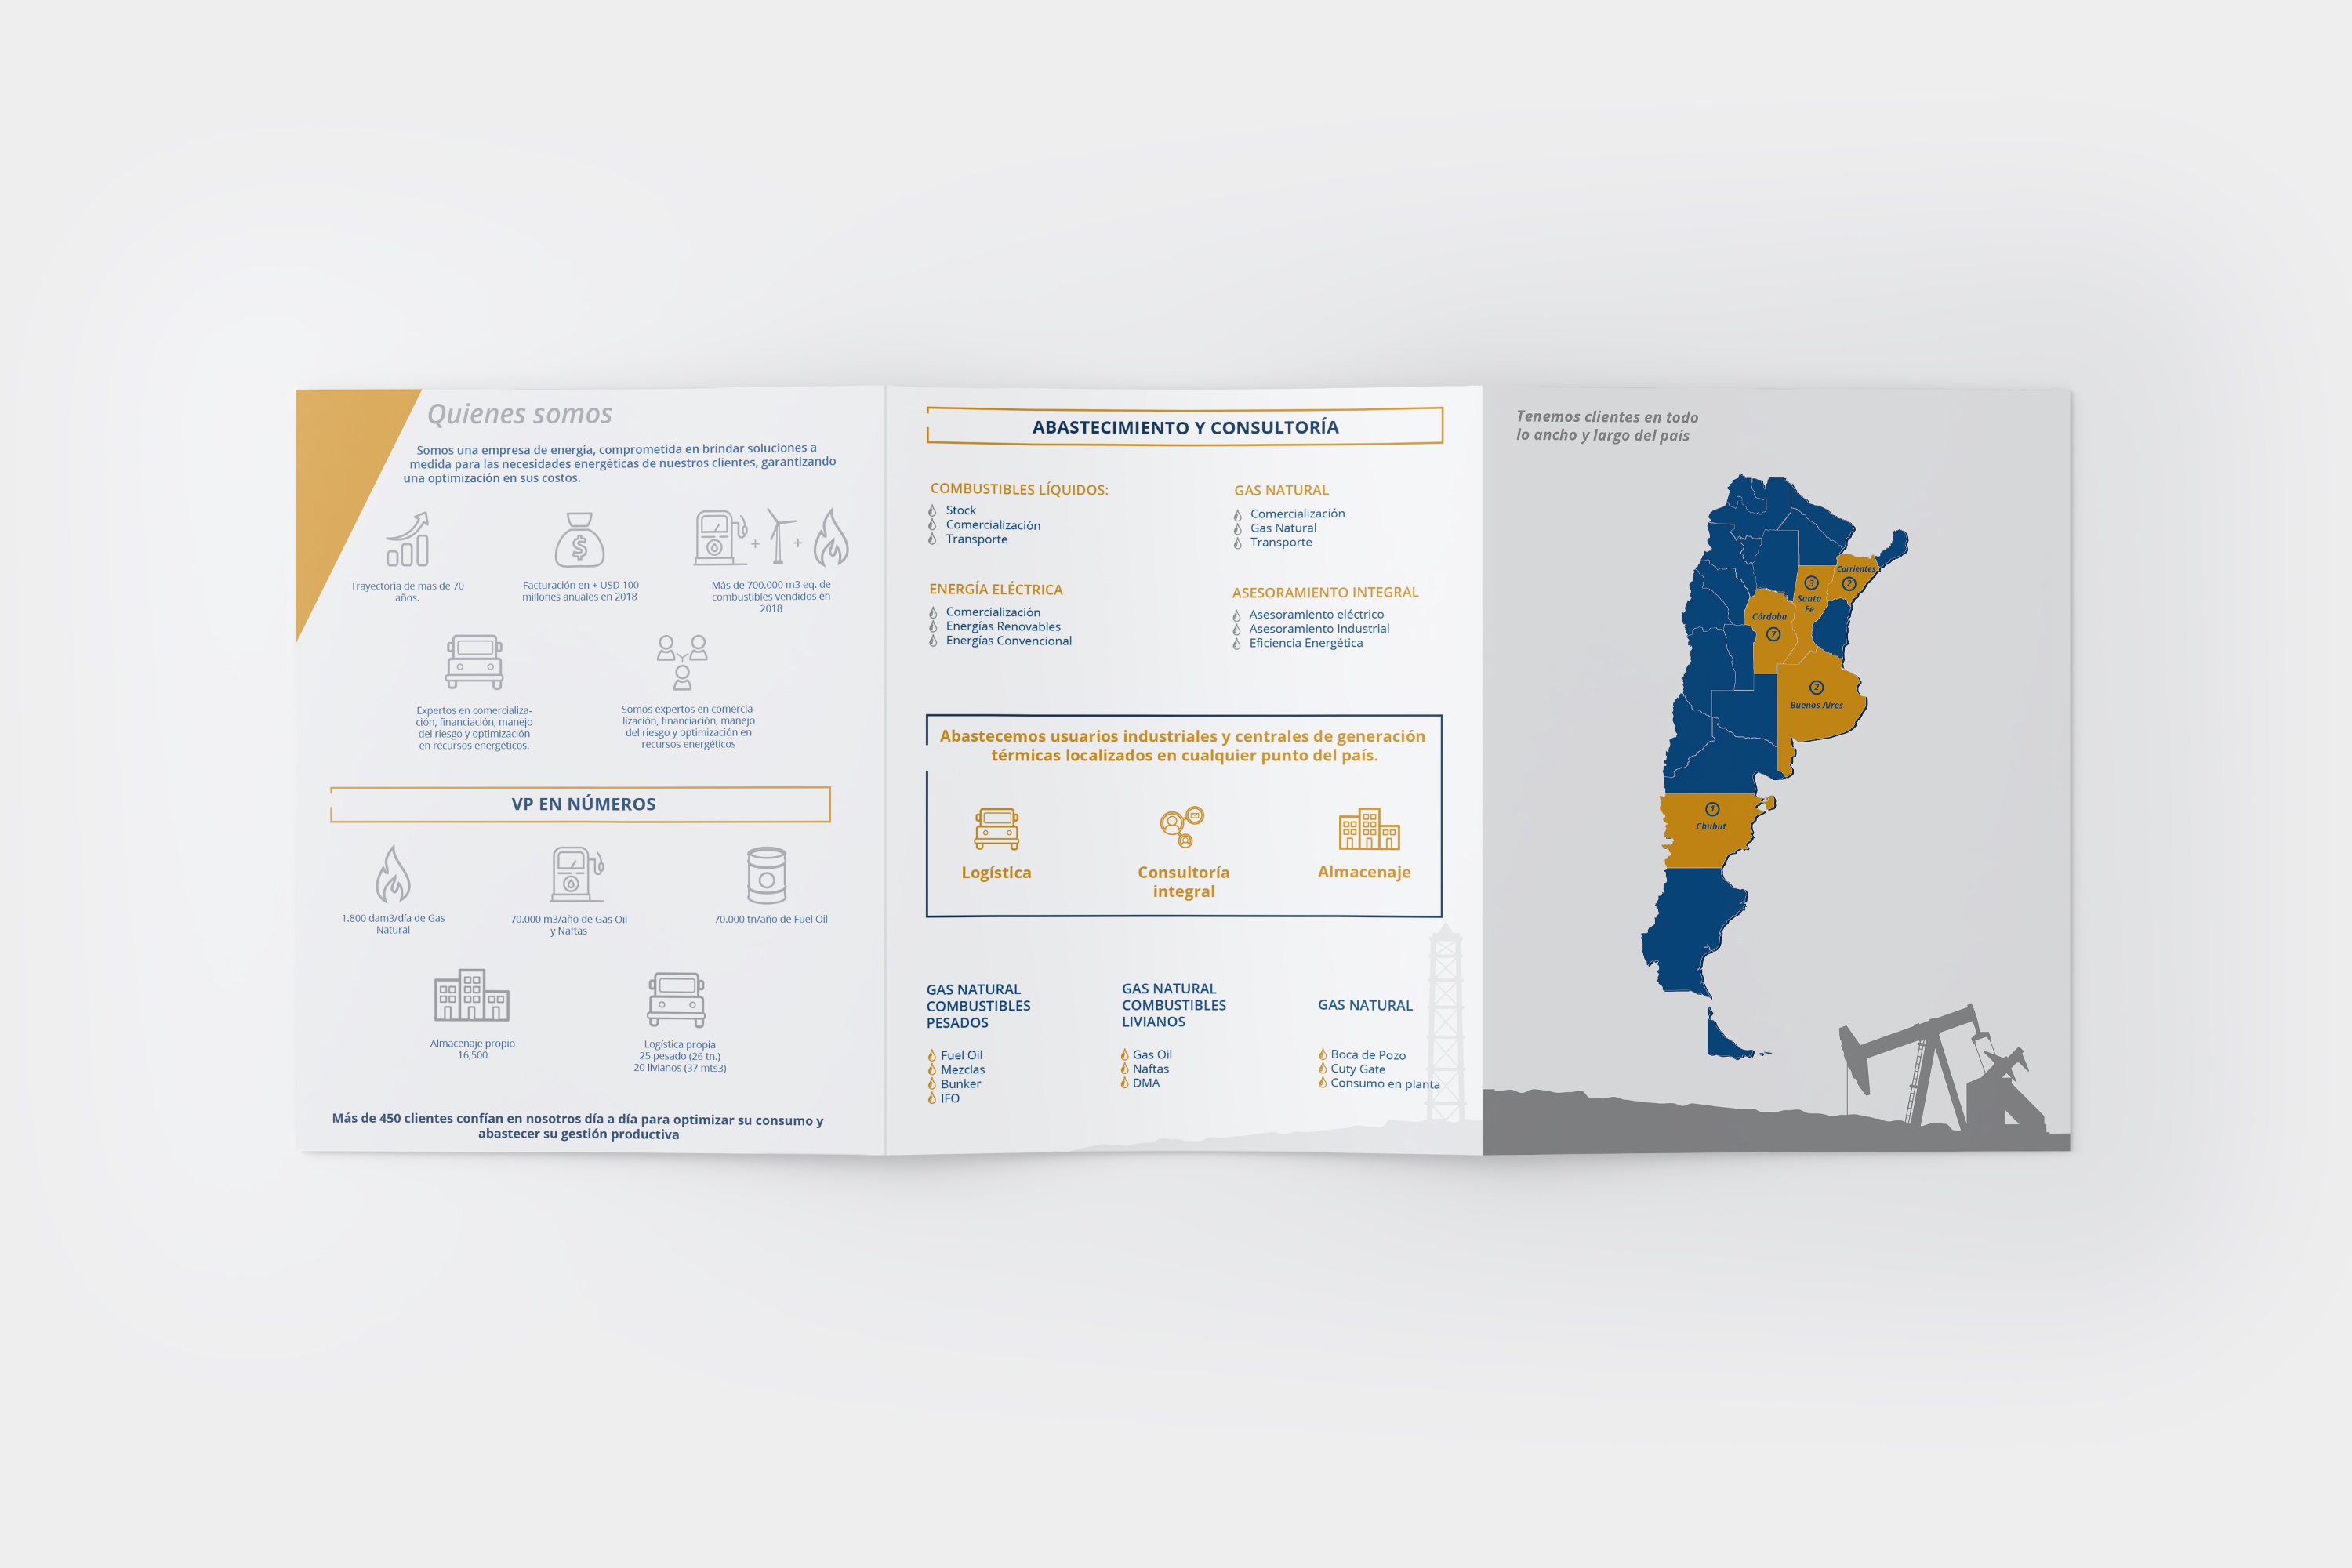 Quienes somos
Somos una empresa de energía, comprometida en brindar soluciones a
medida para las necesidades energéticas de nuestros clientes, garantizando
una optimización en sus costos.
Trayectoria de mas de 70
años.
Facturación en + USD 100
millones anuales en 2018
Más de 700.000 m3 eq. de
combustibles vendidos en
2018
Expertos en comercializa-
ción, financiación, manejo
del riesgo y optimización
en recursos energéticos.
Somos expertos en comercia-
lización, financiación, manejo
del riesgo y optimización en
recursos energéticos
VP EN NÚMEROS
1.800 dam3/día de Gas
Natural
70.000 m3/año de Gas Oil
y Naftas
70.000 tn/año de Fuel Oil
Almacenaje propio
16,500
Logística propia
25 pesado (26 tn.)
20 livianos (37 mts3)
Más de 450 clientes confían en nosotros día a día para optimizar su consumo y
abastecer su gestión productiva
ABASTECIMIENTO Y CONSULTORÍA
COMBUSTIBLES LÍQUIDOS:
Stock
Comercialización
Transporte
GAS NATURAL
Comercialización
Gas Natural
Transporte
ENERGÍA ELÉCTRICA
Comercialización
Energías Renovables
Energías Convencional
ASESORAMIENTO INTEGRAL
Asesoramiento eléctrico
Asesoramiento Industrial
Eficiencia Energética
Abastecemos usuarios industriales y centrales de generación
térmicas localizados en cualquier punto del país.
Logística
Consultoría
integral
Almacenaje
GAS NATURAL
COMBUSTIBLES
PESADOS
Fuel Oil
Mezclas
Bunker
IFO
GAS NATURAL
COMBUSTIBLES
LIVIANOS
Gas Oil
Naftas
DMA
GAS NATURAL
Boca de Pozo
Cuty Gate
Consumo en planta
Tenemos clientes en todo
lo ancho y largo del país
Corrientes
2
3
Santa
Fe
Córdoba
7
2
Buenos Aires
1
Chubut